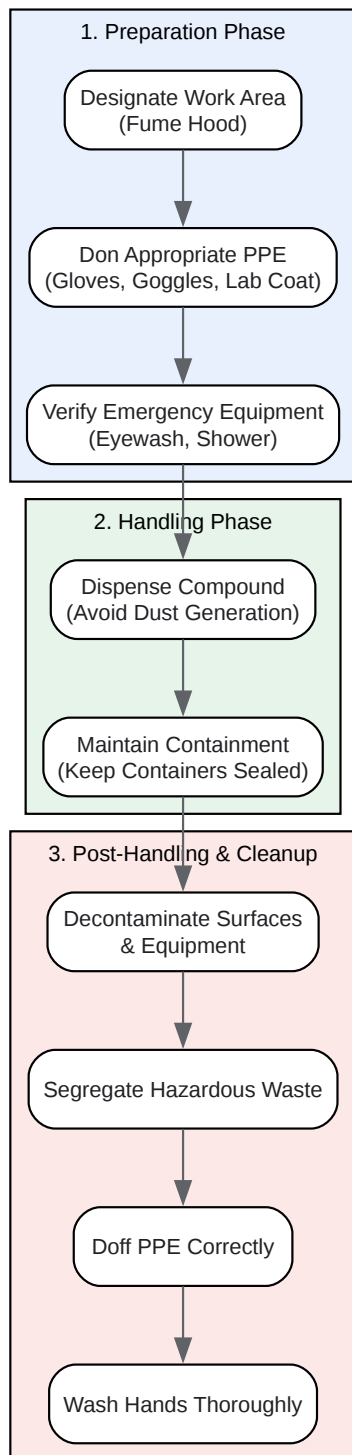 1. Preparation Phase
Designate Work Area
(Fume Hood)
Don Appropriate PPE
(Gloves, Goggles, Lab Coat)
Verify Emergency Equipment
(Eyewash, Shower)
2. Handling Phase
Dispense Compound
(Avoid Dust Generation)
Maintain Containment
(Keep Containers Sealed)
3. Post-Handling & Cleanup
Decontaminate Surfaces
& Equipment
Segregate Hazardous Waste
Doff PPE Correctly
Wash Hands Thoroughly